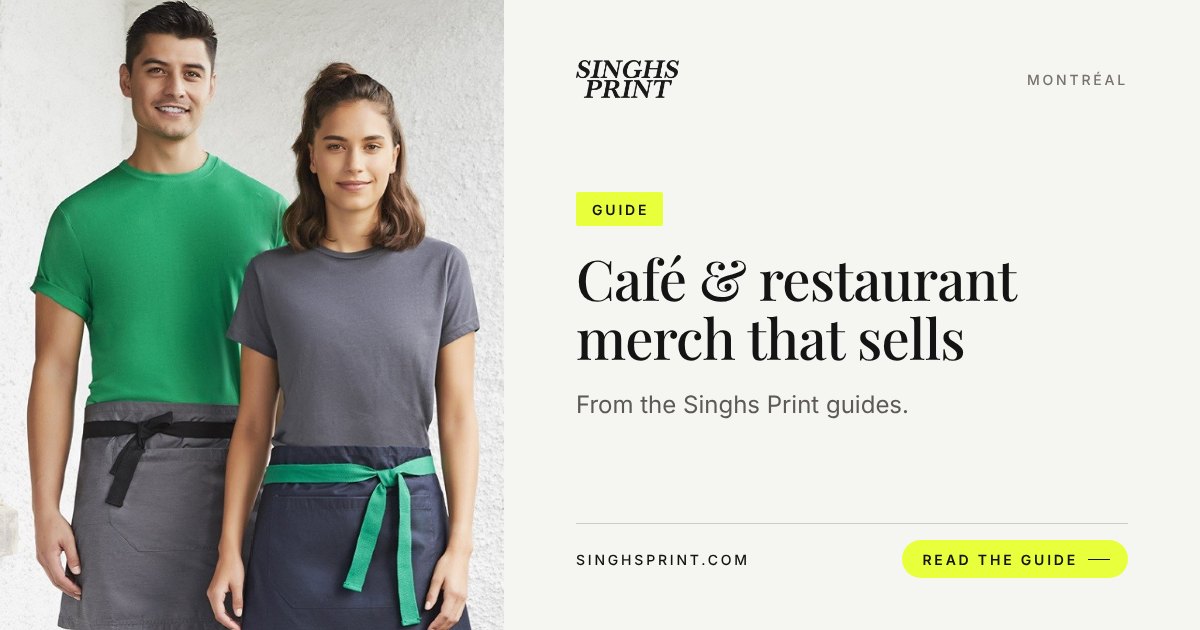 SINGHS
PRINT
MONTRÉAL
GUIDE
Café & restaurant
merch that sells
From the Singhs Print guides.
SINGHSPRINT.COM
READ THE GUIDE —